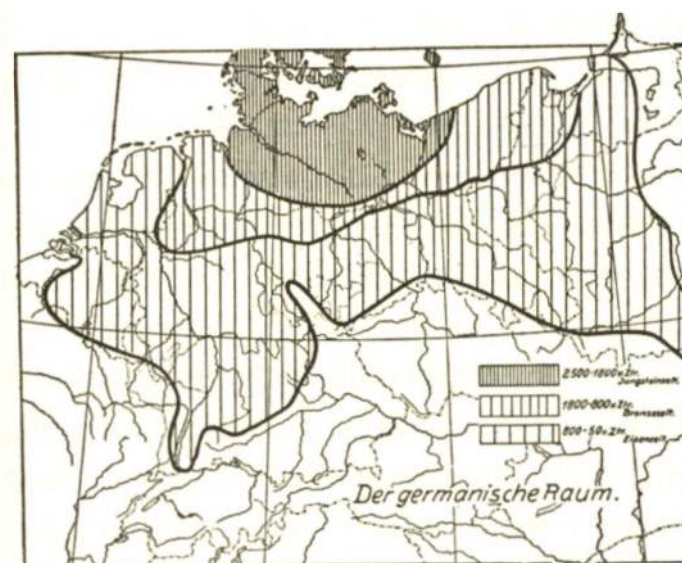 2500-1800 v. Ztr.
Jungsteinzeit.
1800-800 v. Ztr.
Bronzezeit.
800-50 v. Ztr.
Eisenzeit.
Der germanische Raum.